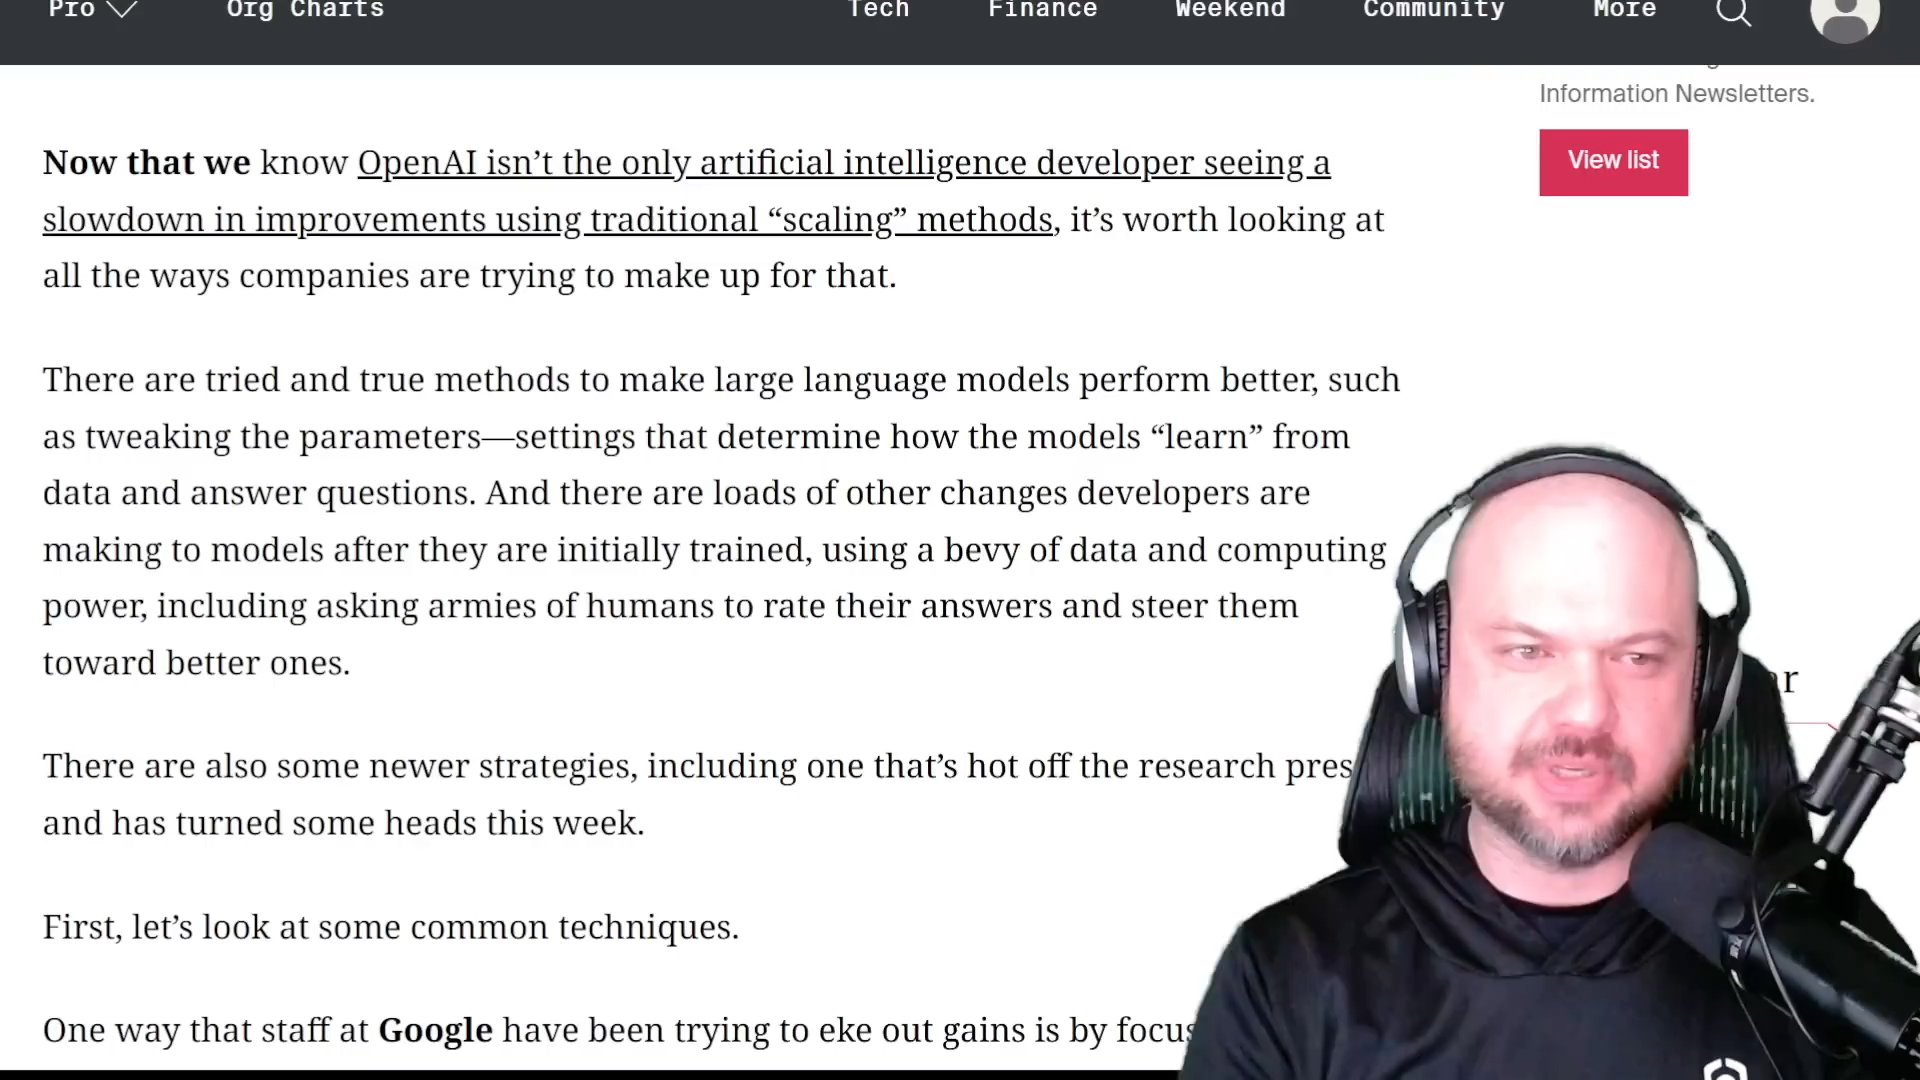 Pro
Org Charts
Tech
Finance
Weekend
Community
More
Information Newsletters.
View list
Now that we know OpenAI isn’t the only artificial intelligence developer seeing a
slowdown in improvements using traditional “scaling” methods, it’s worth looking at
all the ways companies are trying to make up for that.
There are tried and true methods to make large language models perform better, such
as tweaking the parameters—settings that determine how the models “learn” from
data and answer questions. And there are loads of other changes developers are
making to models after they are initially trained, using a bevy of data and computing
power, including asking armies of humans to rate their answers and steer them
toward better ones.
There are also some newer strategies, including one that’s hot off the research pres
and has turned some heads this week.
First, let’s look at some common techniques.
One way that staff at Google have been trying to eke out gains is by focus